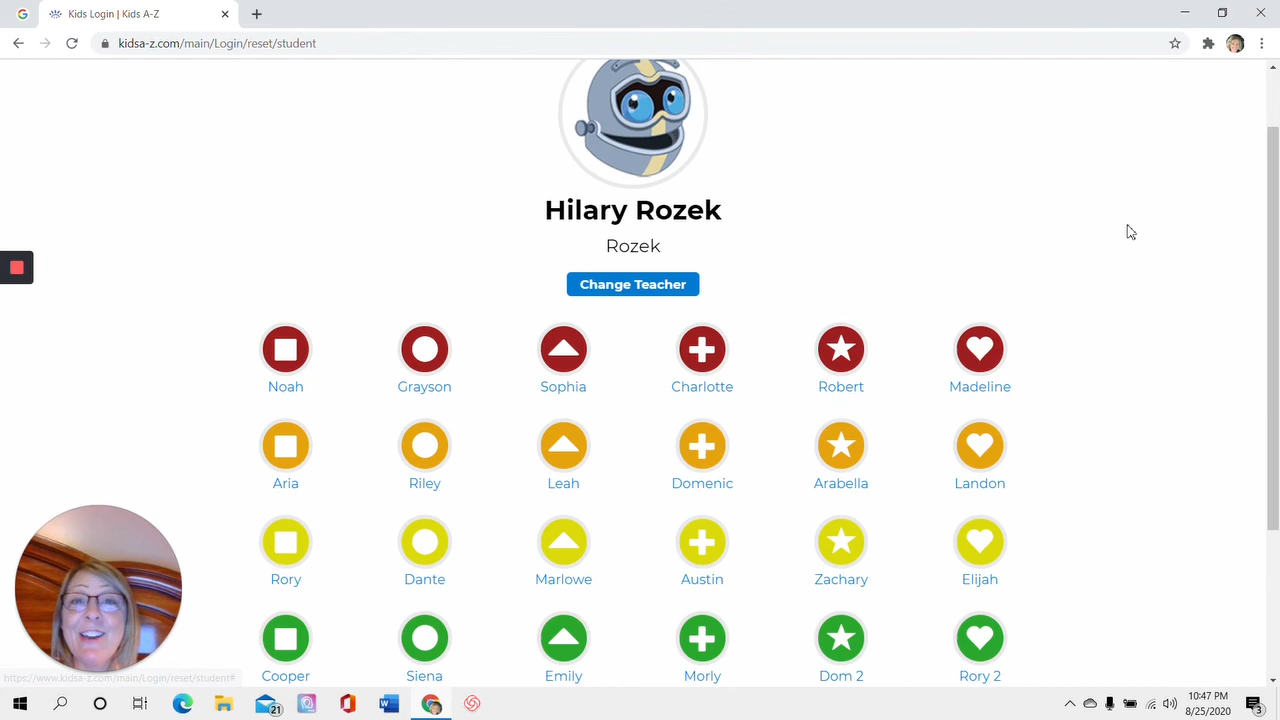 Kids Login | Kids A-Z
kidsa-z.com/main/Login/reset/student
Hilary Rozek
Rozek
Change Teacher
Noah Grayson Sophia Charlotte Robert Madeline
Aria Riley Leah Domenic Arabella Landon
Rory Dante Marlowe Austin Zachary Elijah
Cooper Siena Emily Morly Dom 2 Rory 2
https://www.kidsa-z.com/main/Login/reset/student#
21
10:47 PM
8/25/2020
3